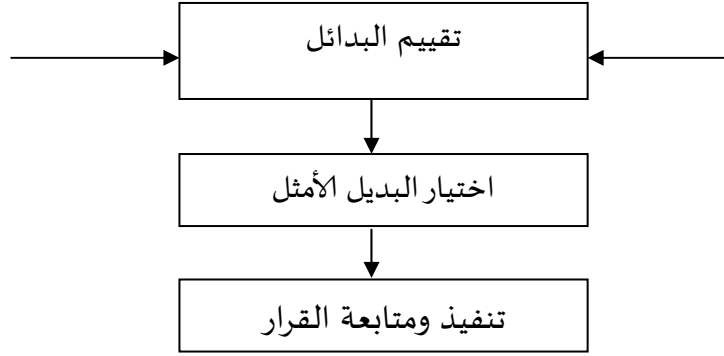 تقييم البدائل
اختيار البديل الأمثل
تنفيذ ومتابعة القرار